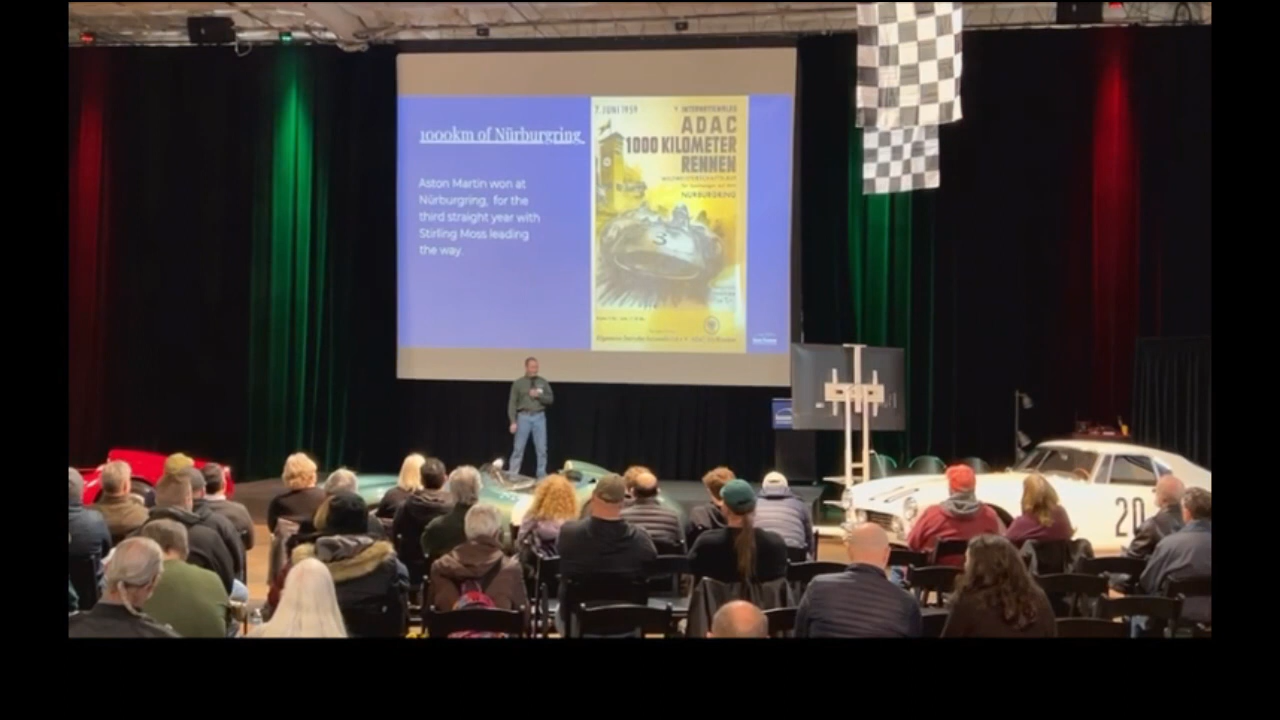 1000km of Nürburgring
Aston Martin won at
Nürburgring, for the
third straight year with
Stirling Moss leading
the way.
7. JUNI 1959
V. INTERNATIONALES
ADAC
1000 KILOMETER
RENNEN
NÜRBURGRING
3
20